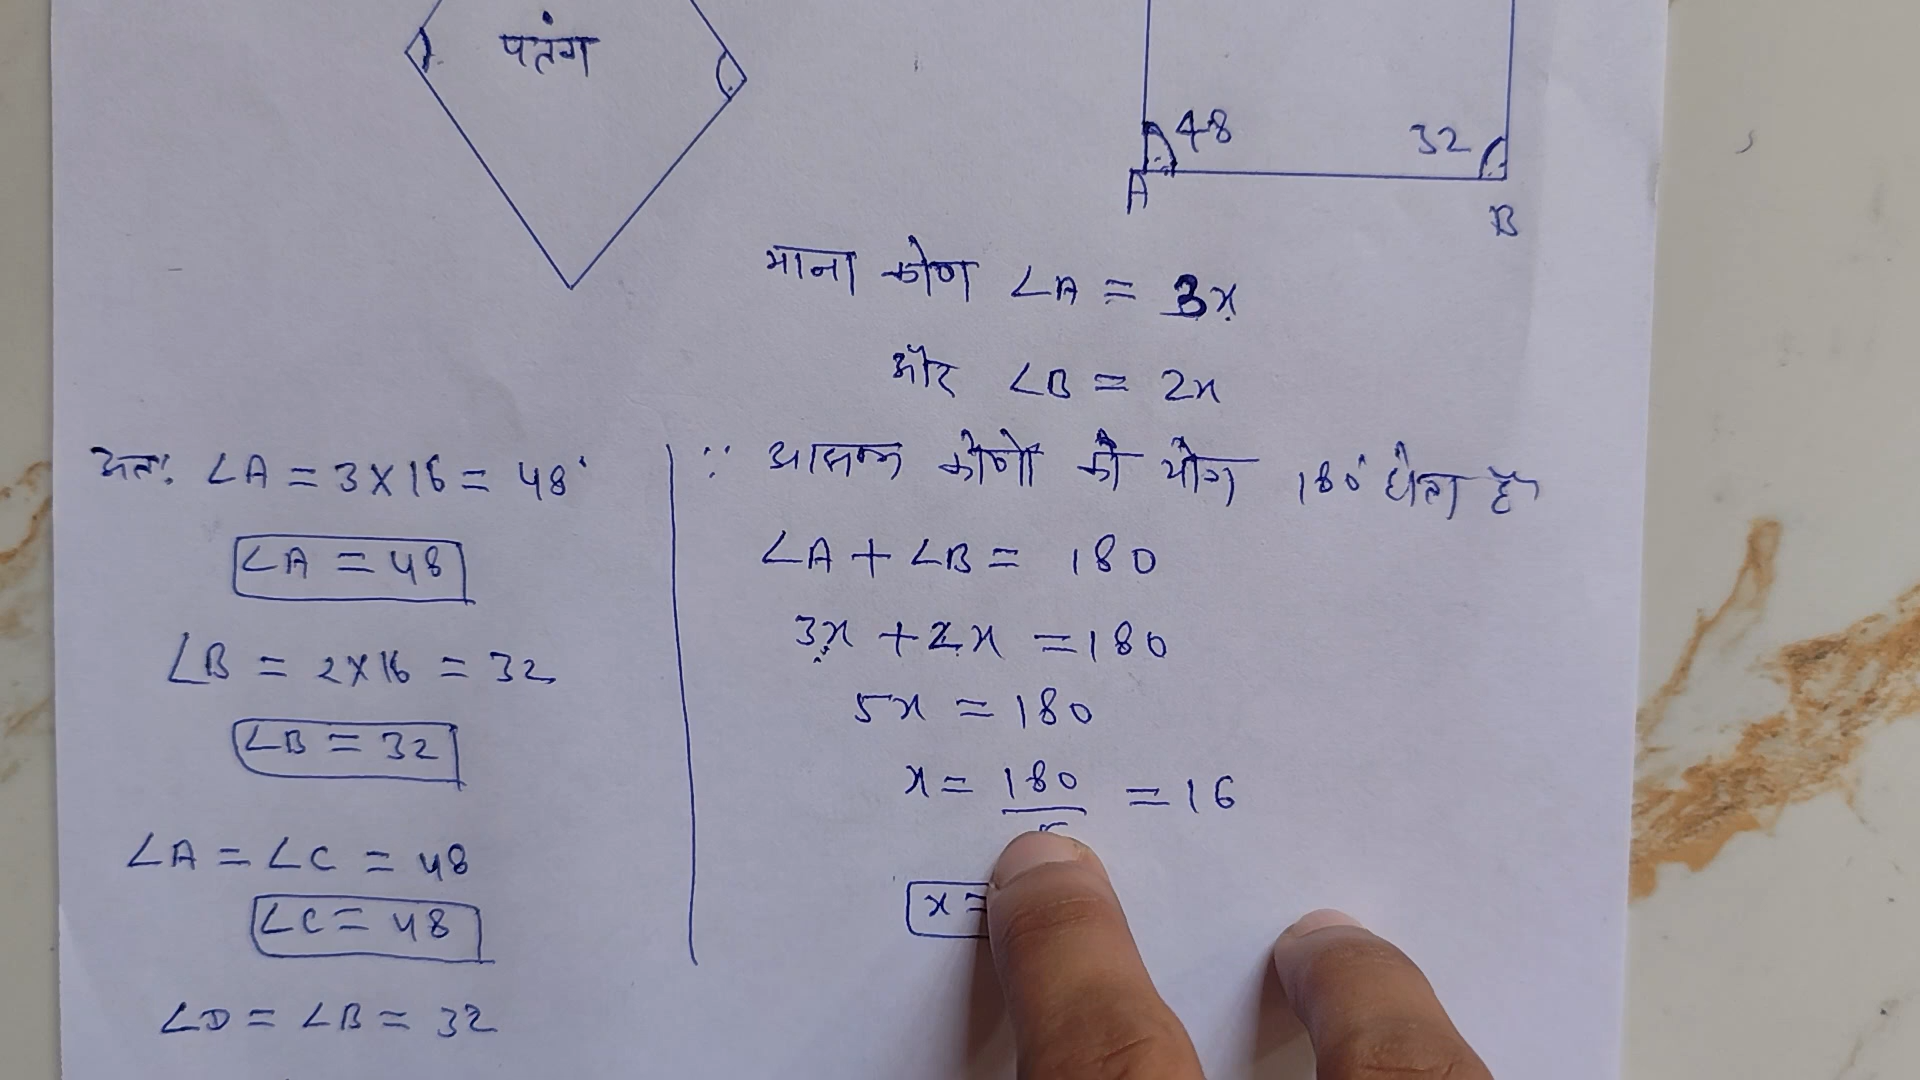 पतंग
48 32
A
B
माना कोण ∠A = 3x
और ∠B = 2x
∵ आसन्न कोणों की योग 180° होता है
∠A + ∠B = 180
3x + 2x = 180
5x = 180
x = 180/5 = 16
x =
अतः ∠A = 3 X 16 = 48°
∠A = 48
∠B = 2 X 16 = 32
∠B = 32
∠A = ∠C = 48
∠C = 48
∠D = ∠B = 32